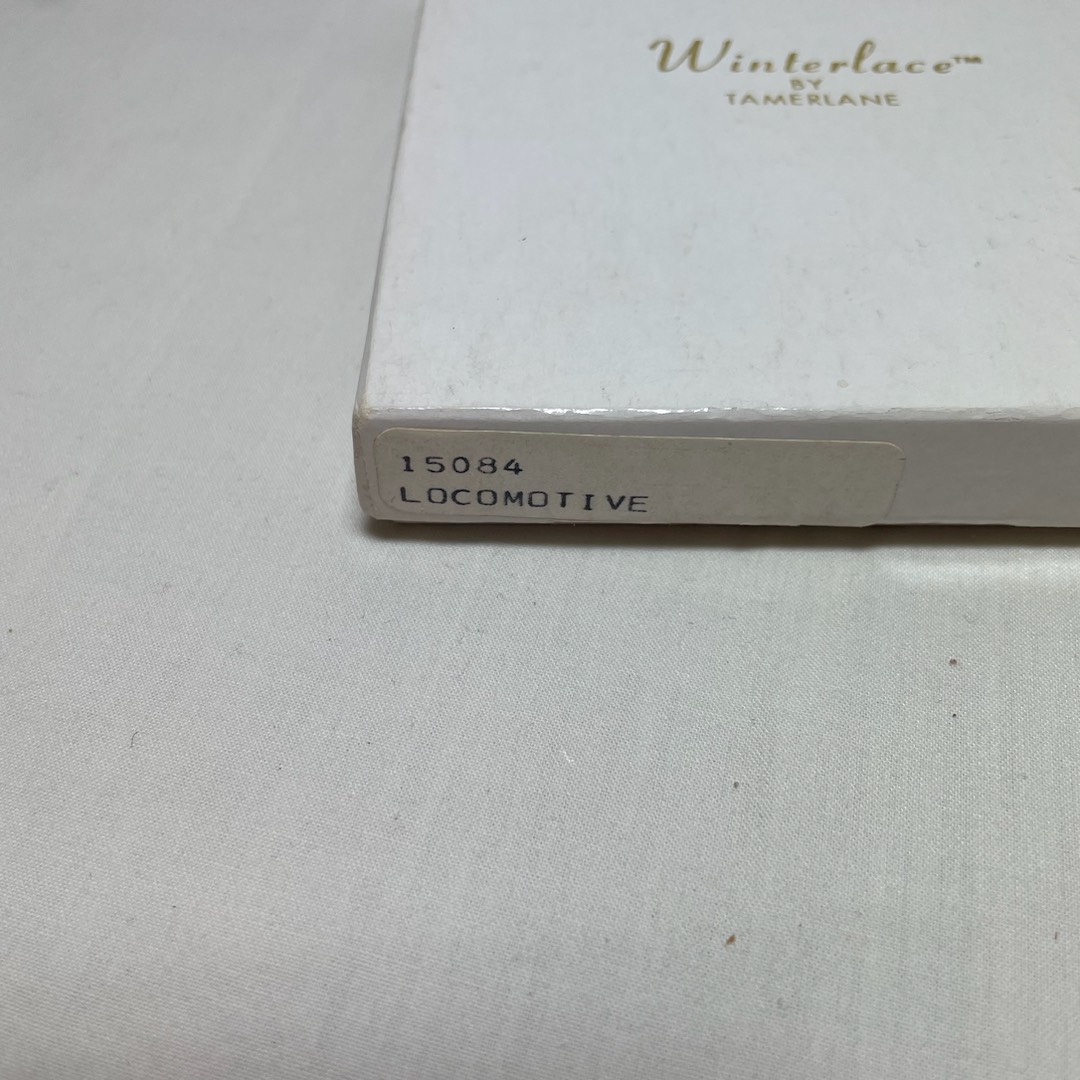 Winterlace™
BY
TAMERLANE
15084
LOCOMOTIVE